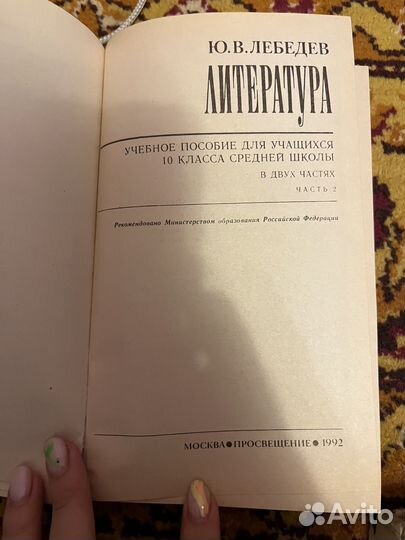 Ю.В.ЛЕБЕДЕВ
ЛИТЕРАТУРА
УЧЕБНОЕ ПОСОБИЕ ДЛЯ УЧАЩИХСЯ
10 КЛАССА СРЕДНЕЙ ШКОЛЫ
В ДВУХ ЧАСТЯХ
ЧАСТЬ 2
Рекомендовано Министерством образования Российской Федерации
МОСКВА●ПРОСВЕЩЕНИЕ●1992
Avito